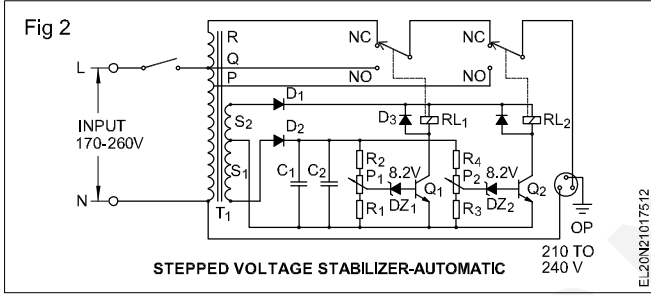 Fig 2
R
NC
NC
Q
L
P
NO
NO
D1
D3
RL1
RL2
INPUT
170-260V
S2
D2
S1
C1
C2
R2
P1
R1
8.2V
DZ1
Q1
R4
P2
R3
8.2V
DZ2
Q2
N
T1
OP
210 TO
240 V
STEPPED VOLTAGE STABILIZER-AUTOMATIC
EL20N21017512